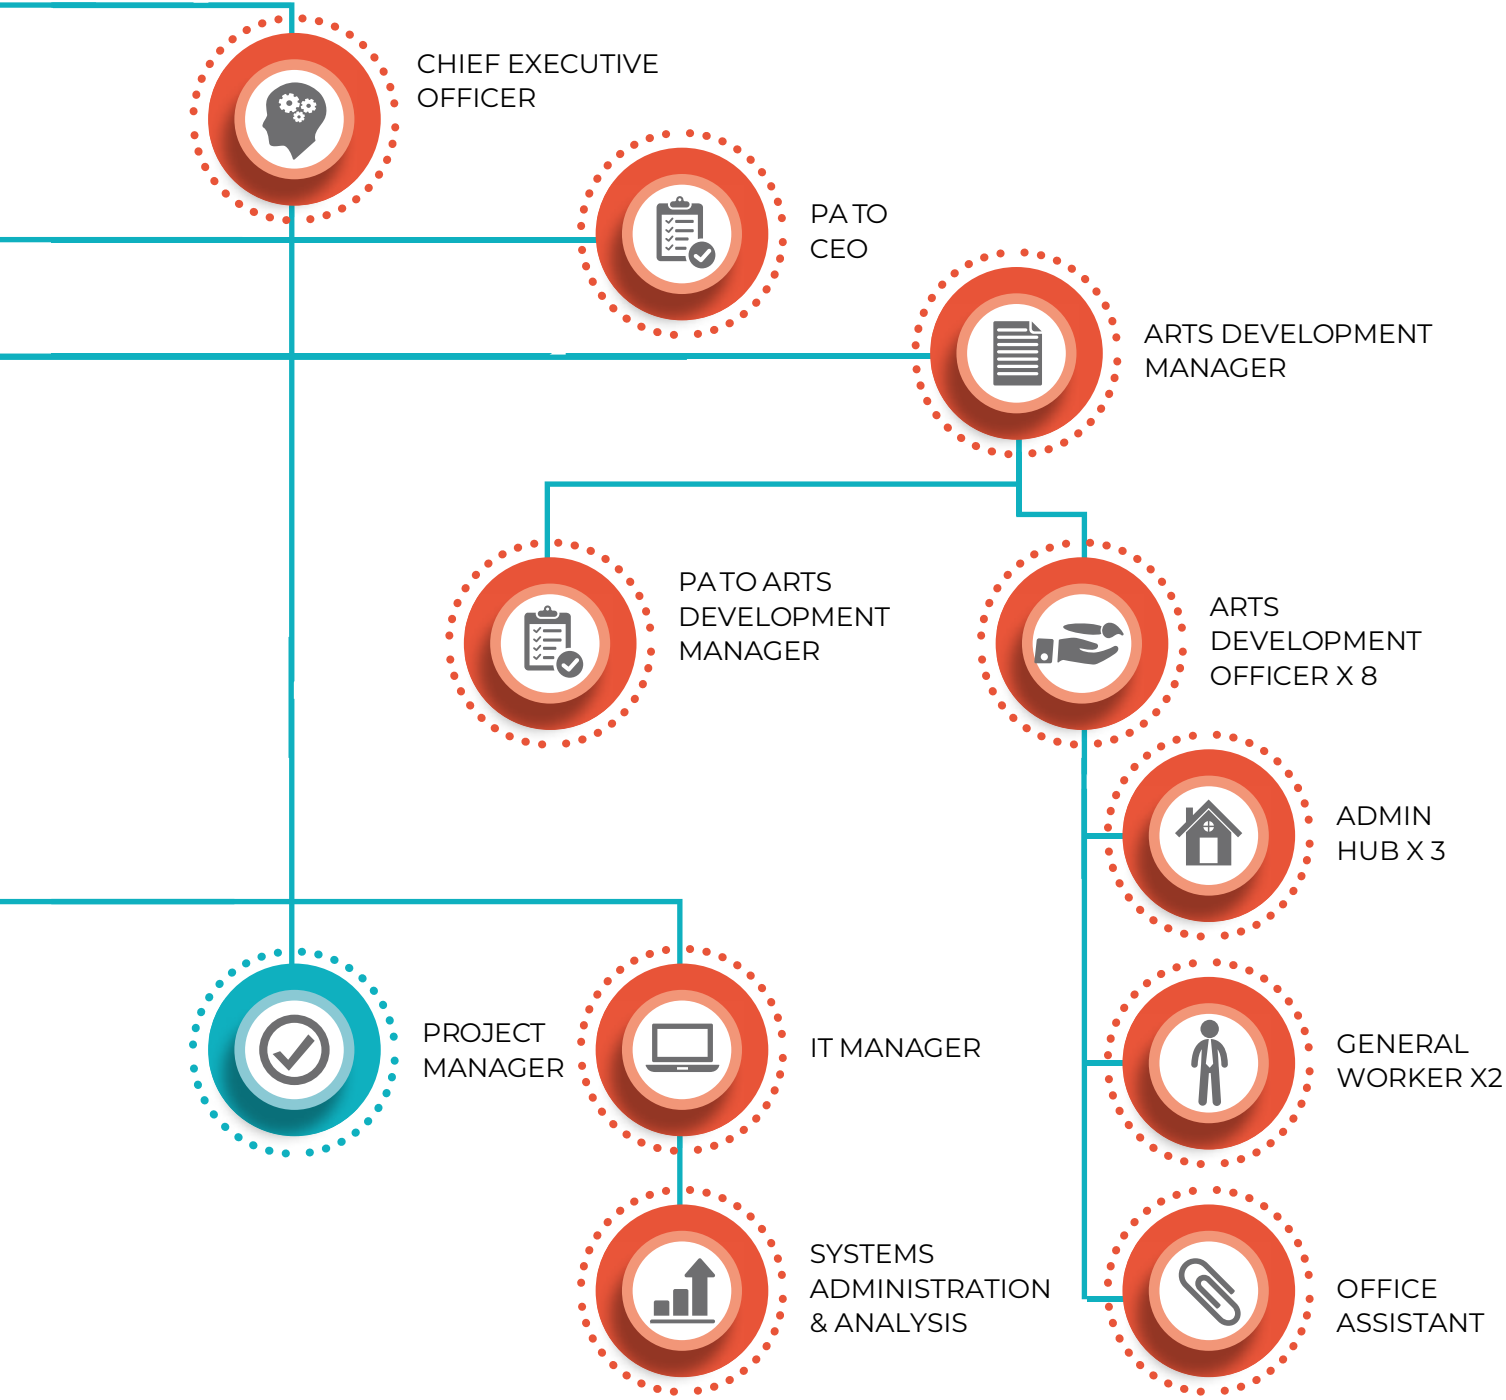 CHIEF EXECUTIVE
OFFICER
PA TO
CEO
ARTS DEVELOPMENT
MANAGER
PA TO ARTS
DEVELOPMENT
MANAGER
ARTS
DEVELOPMENT
OFFICER X 8
ADMIN
HUB X 3
PROJECT
MANAGER
IT MANAGER
GENERAL
WORKER X2
SYSTEMS
ADMINISTRATION
& ANALYSIS
OFFICE
ASSISTANT